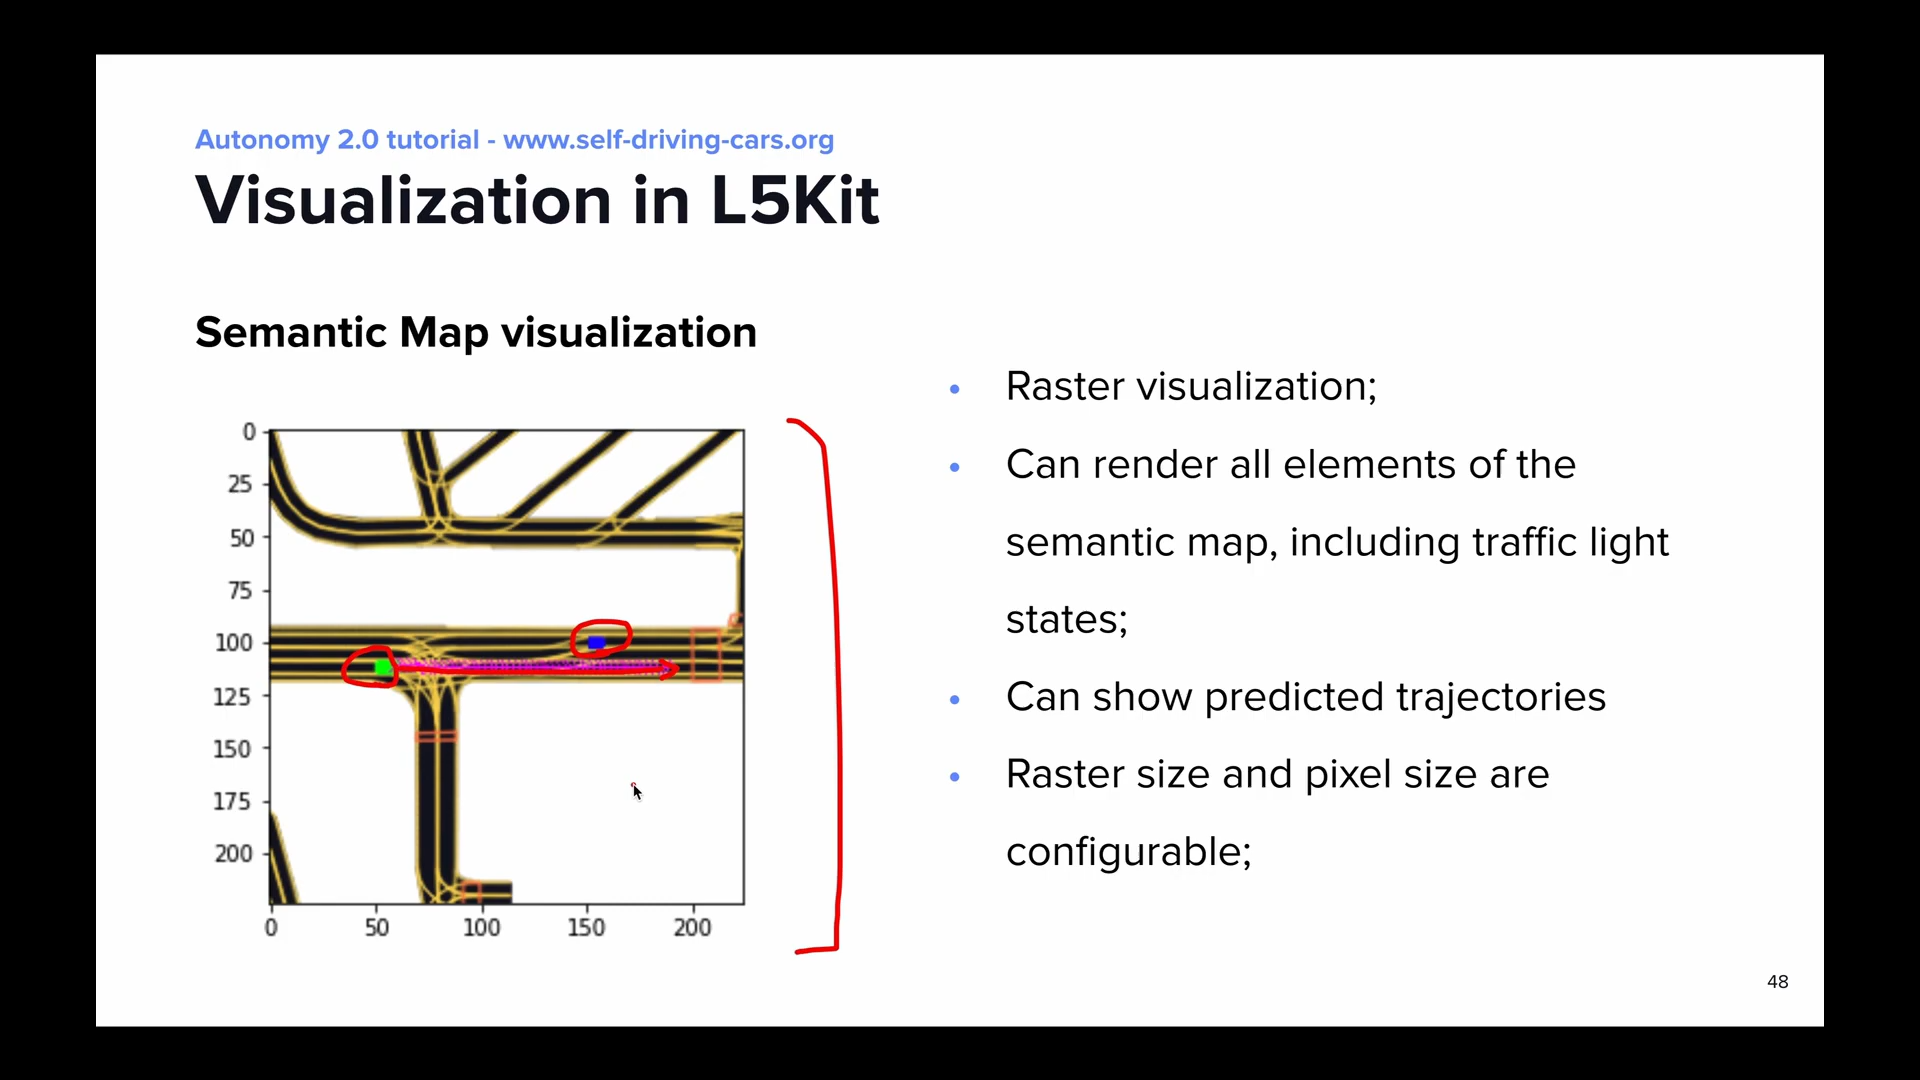 Autonomy 2.0 tutorial - www.self-driving-cars.org
Visualization in L5Kit
Semantic Map visualization
0
25
50
75
100
125
150
175
200
0 50 100 150 200
• Raster visualization;
• Can render all elements of the
semantic map, including traffic light
states;
• Can show predicted trajectories
• Raster size and pixel size are
configurable;
48